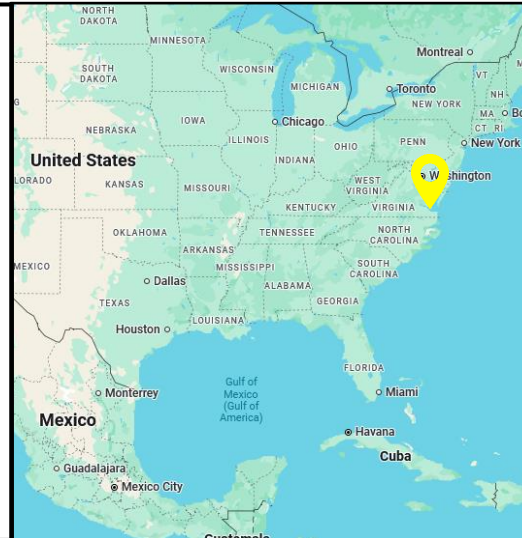 NORTH
DAKOTA
MINNESOTA
Montreal
SOUTH
DAKOTA
WISCONSIN
MICHIGAN
Toronto
VT
NH
NEW YORK
MA
CT RI
NEBRASKA
IOWA
Chicago
ILLINOIS
INDIANA
OHIO
PENN
New York
United States
KANSAS
MISSOURI
WEST
VIRGINIA
Washington
KENTUCKY
VIRGINIA
OKLAHOMA
TENNESSEE
NORTH
CAROLINA
ARKANSAS
MEXICO
MISSISSIPPI
SOUTH
CAROLINA
Dallas
ALABAMA
GEORGIA
TEXAS
LOUISIANA
Houston
FLORIDA
Gulf of
Mexico
(Gulf of
America)
Monterrey
Miami
Mexico
Havana
Cuba
Guadalajara
Mexico City
Guatemala